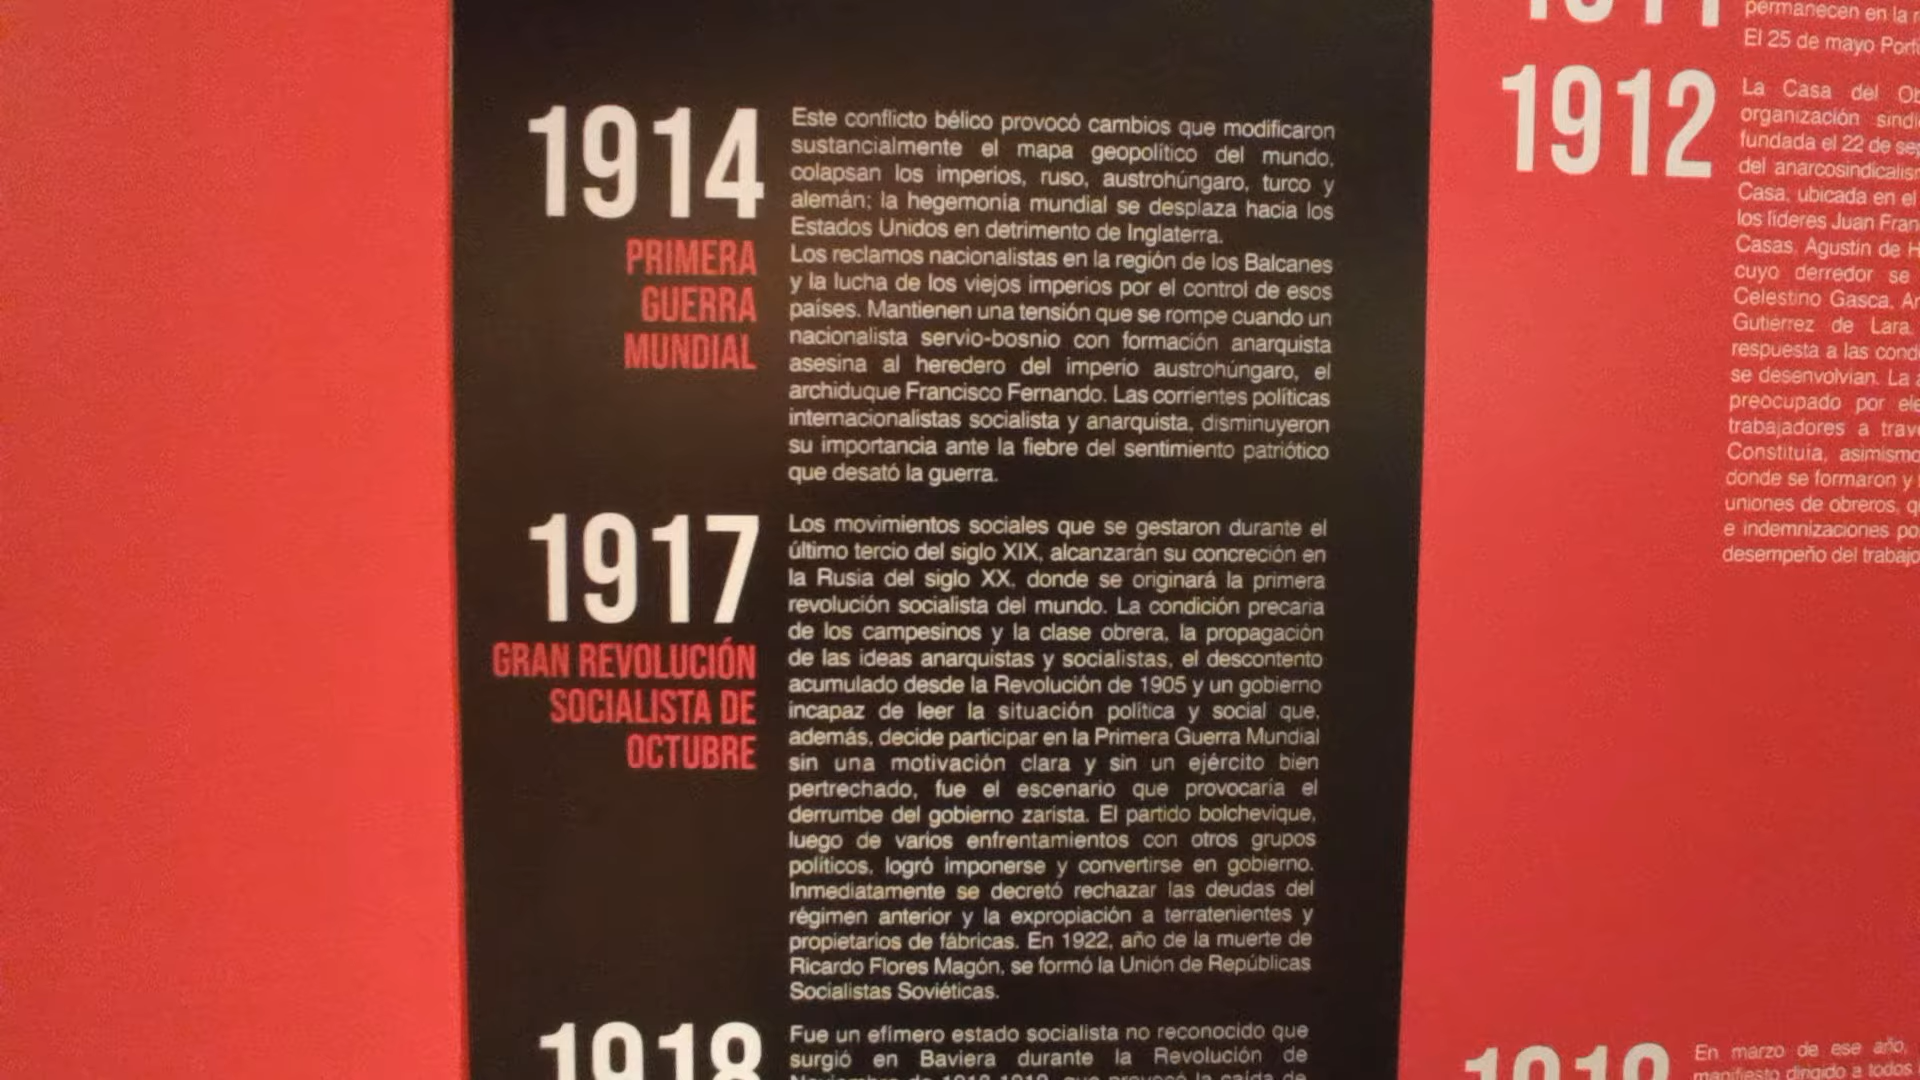 1914
PRIMERA
GUERRA
MUNDIAL
Este conflicto bélico provocó cambios que modificaron
sustancialmente el mapa geopolítico del mundo,
colapsan los imperios, ruso, austrohúngaro, turco y
alemán; la hegemonía mundial se desplaza hacia los
Estados Unidos en detrimento de Inglaterra.
Los reclamos nacionalistas en la región de los Balcanes
y la lucha de los viejos imperios por el control de esos
países. Mantienen una tensión que se rompe cuando un
nacionalista servio-bosnio con formación anarquista
asesina al heredero del imperio austrohúngaro, el
archiduque Francisco Fernando. Las corrientes políticas
internacionalistas socialista y anarquista, disminuyeron
su importancia ante la fiebre del sentimiento patriótico
que desató la guerra.
1917
GRAN REVOLUCIÓN
SOCIALISTA DE
OCTUBRE
Los movimientos sociales que se gestaron durante el
último tercio del siglo XIX, alcanzarán su concreción en
la Rusia del siglo XX, donde se originará la primera
revolución socialista del mundo. La condición precaria
de los campesinos y la clase obrera, la propagación
de las ideas anarquistas y socialistas, el descontento
acumulado desde la Revolución de 1905 y un gobierno
incapaz de leer la situación política y social que,
además, decide participar en la Primera Guerra Mundial
sin una motivación clara y sin un ejército bien
pertrechado, fue el escenario que provocaría el
derrumbe del gobierno zarista. El partido bolchevique,
luego de varios enfrentamientos con otros grupos
políticos, logró imponerse y convertirse en gobierno.
Inmediatamente se decretó rechazar las deudas del
régimen anterior y la expropiación a terratenientes y
propietarios de fábricas. En 1922, año de la muerte de
Ricardo Flores Magón, se formó la Unión de Repúblicas
Socialistas Soviéticas.
1918
Fue un efímero estado socialista no reconocido que
surgió en Baviera durante la Revolución de
permanecen en la
El 25 de mayo
1912
La Casa del
organización
fundada el 22 de
del
Casa, ubicada en el
los líderes Juan
Casas, Agustín de
cuyo derredor se
Celestino Gasca,
Gutiérrez de Lara.
respuesta a las
se desenvolvían. La
preocupado por
trabajadores a
Constituía,
donde se formaron y
uniones de obreros,
e indemnizaciones
desempeño del
En marzo de ese año,
manifiesto dirigido a todos